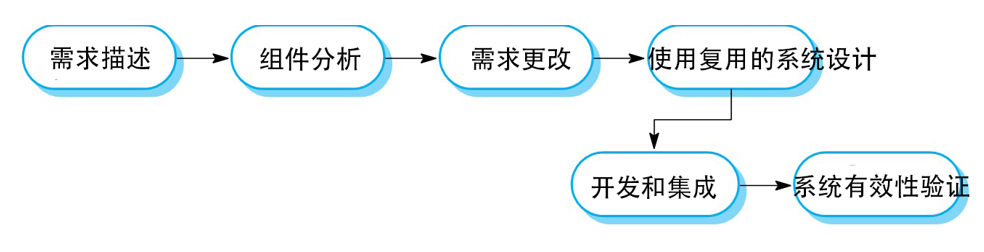 需求描述
组件分析
需求更改
使用复用的系统设计
开发和集成
系统有效性验证